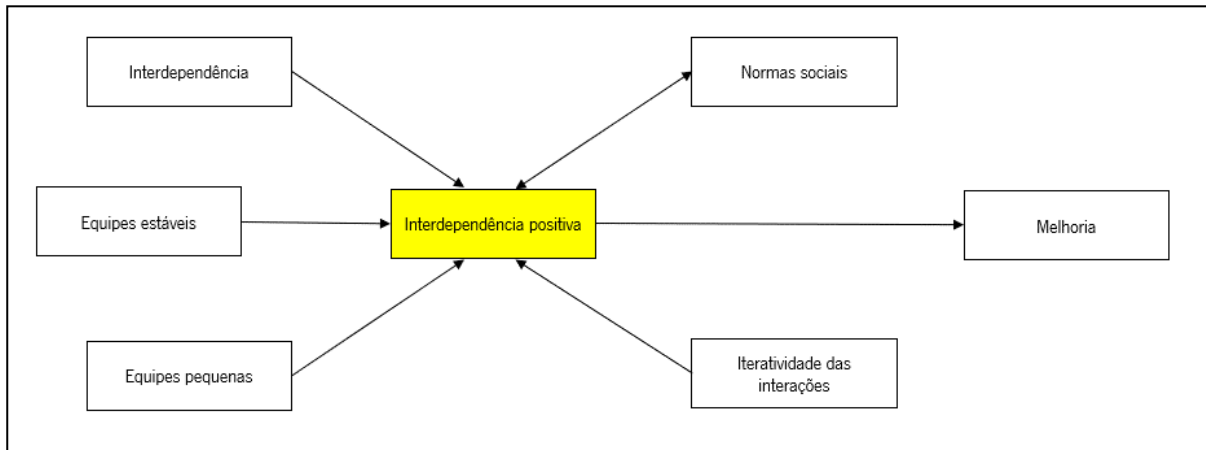 Interdependência
Normas sociais
Equipes estáveis
Interdependência positiva
Melhoria
Equipes pequenas
Iteratividade das
interações